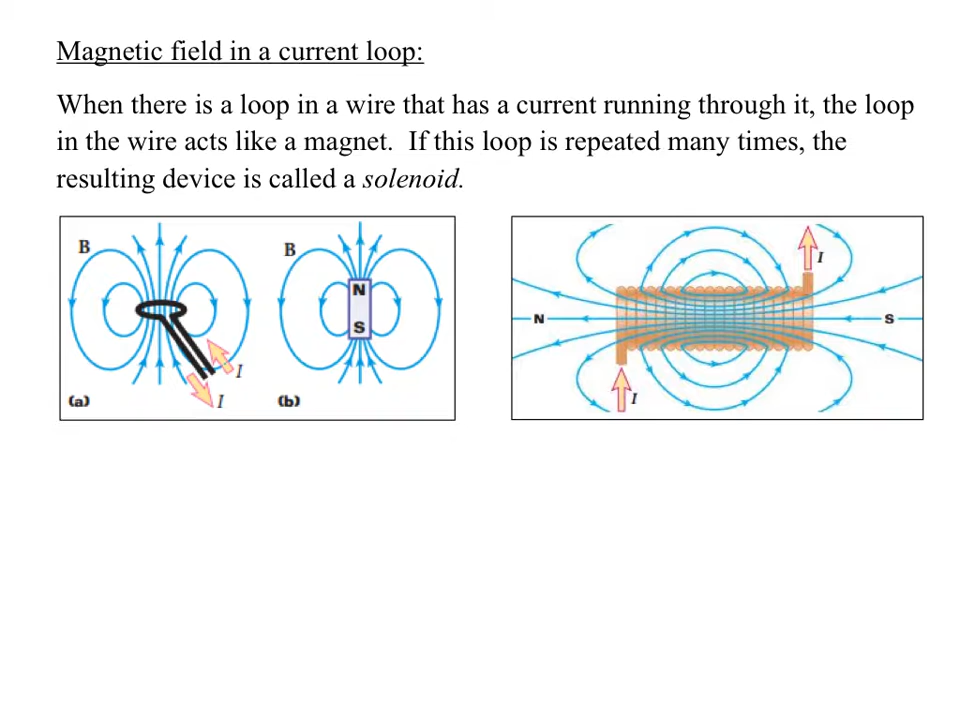 Magnetic field in a current loop:
When there is a loop in a wire that has a current running through it, the loop
in the wire acts like a magnet.  If this loop is repeated many times, the
resulting device is called a solenoid.
B
I
I
(a)
B
N
S
(b)
I
N
S
I